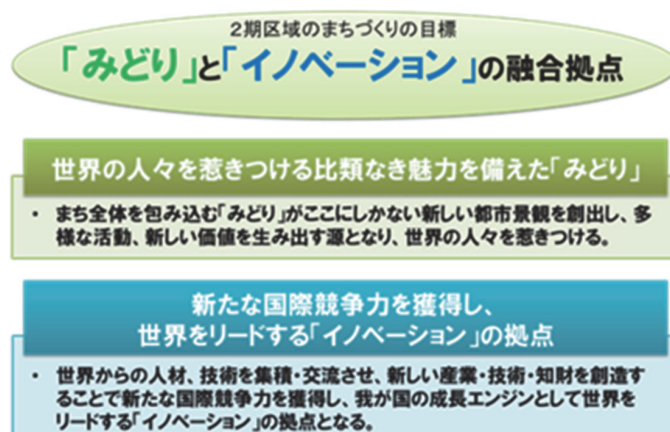 2期区域のまちづくりの目標
「みどり」と「イノベーション」の融合拠点
世界の人々を惹きつける比類なき魅力を備えた「みどり」
・ まち全体を包み込む「みどり」がここにしかない新しい都市景観を創出し、多
様な活動、新しい価値を生み出す源となり、世界の人々を惹きつける。
新たな国際競争力を獲得し、
世界をリードする「イノベーション」の拠点
・ 世界からの人材、技術を集積・交流させ、新しい産業・技術・知財を創造す
ることで新たな国際競争力を獲得し、我が国の成長エンジンとして世界を
リードする「イノベーション」の拠点となる。